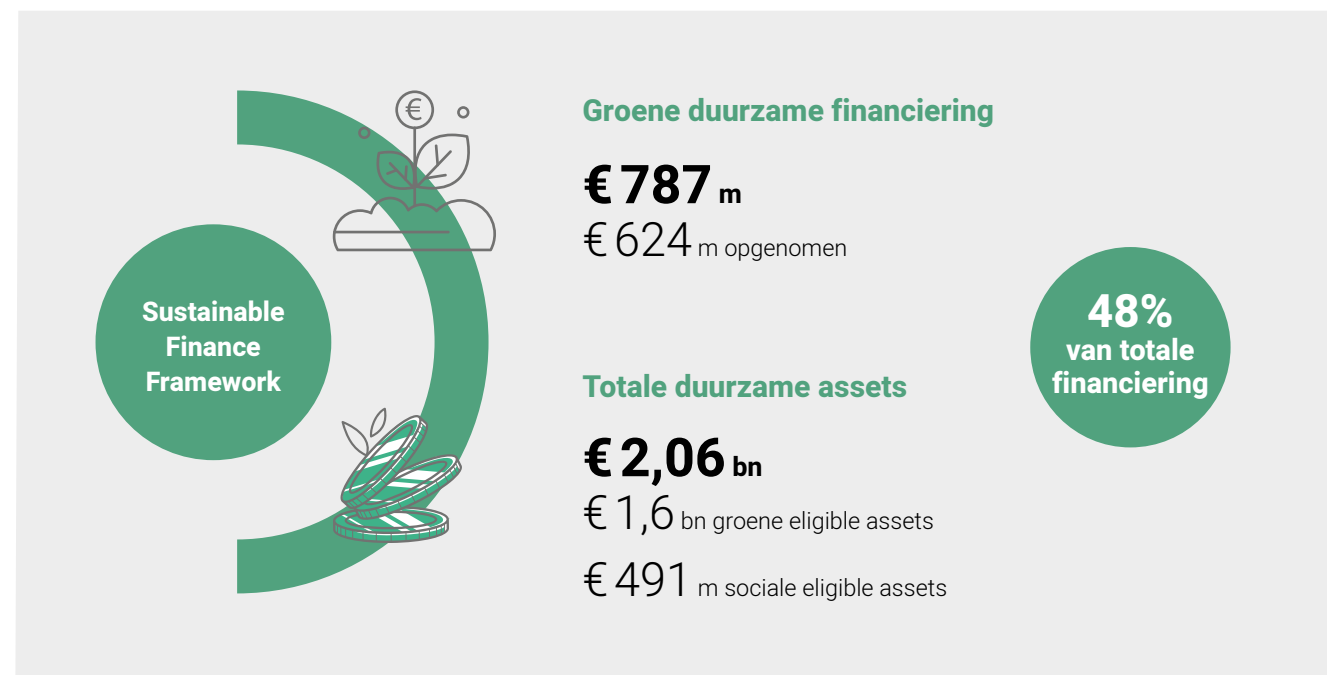 Sustainable
Finance
Framework
€
Groene duurzame financiering
€ 787 m
€ 624 m opgenomen
Totale duurzame assets
€ 2,06 bn
€ 1,6 bn groene eligible assets
€ 491 m sociale eligible assets
48%
van totale
financiering